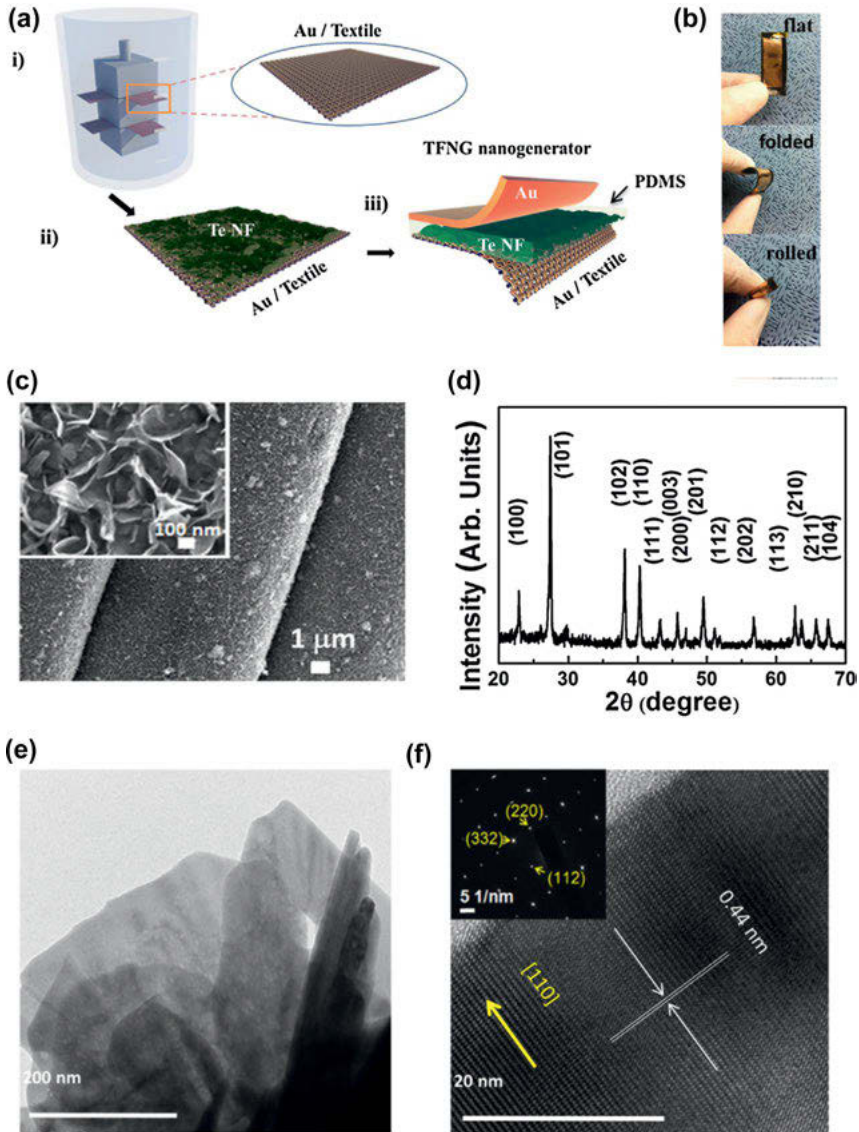 (a)
i)
Au / Textile
TFNG nanogenerator
ii)
Te NF
Au / Textile
iii)
Au
PDMS
Te NF
Au / Textile
(b)
flat
folded
rolled
(c)
100 nm
1 μm
(d)
Intensity (Arb. Units)
(100)
(101)
(102)
(110)
(111)
(003)
(200)
(201)
(112)
(202)
(113)
(210)
(211)
(104)
20 30 40 50 60 70
2θ (degree)
(e)
200 nm
(f)
(220)
(332)
(112)
5 1/nm
0.44 nm
[110]
20 nm